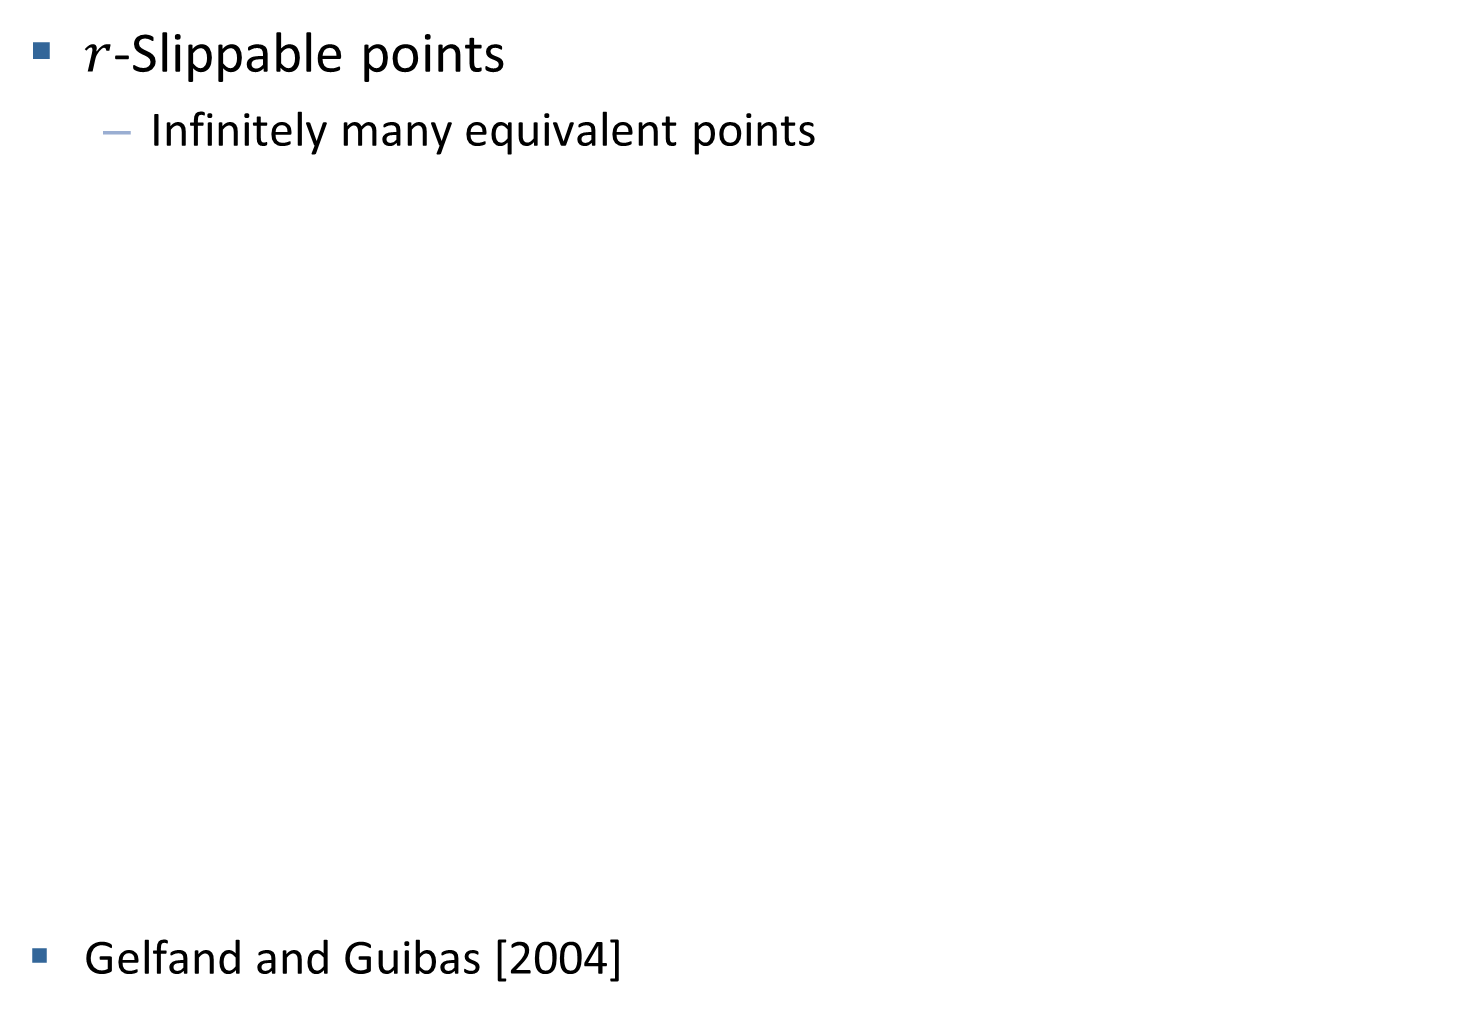 ▪ r-Slippable points
– Infinitely many equivalent points
▪ Gelfand and Guibas [2004]